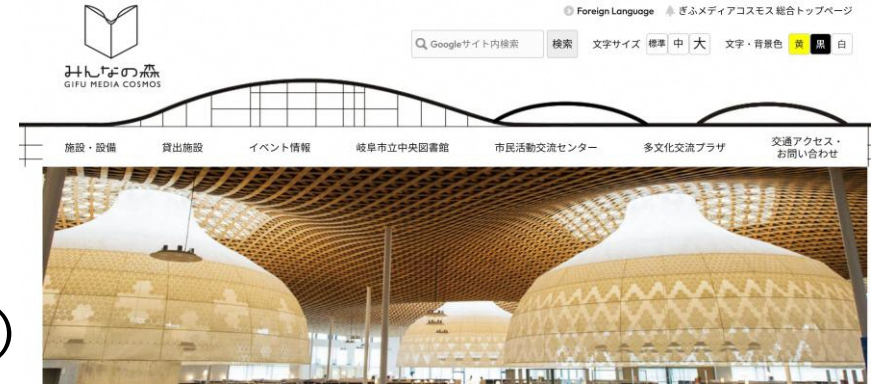 Foreign Language ぎふメディアコスモス 総合トップページ
Googleサイト内検索 検索 文字サイズ 標準 中 大 文字・背景色 黄 黒 白
みんなの森
GIFU MEDIA COSMOS
施設・設備 貸出施設 イベント情報 岐阜市立中央図書館 市民活動交流センター 多文化交流プラザ 交通アクセス・
お問い合わせ